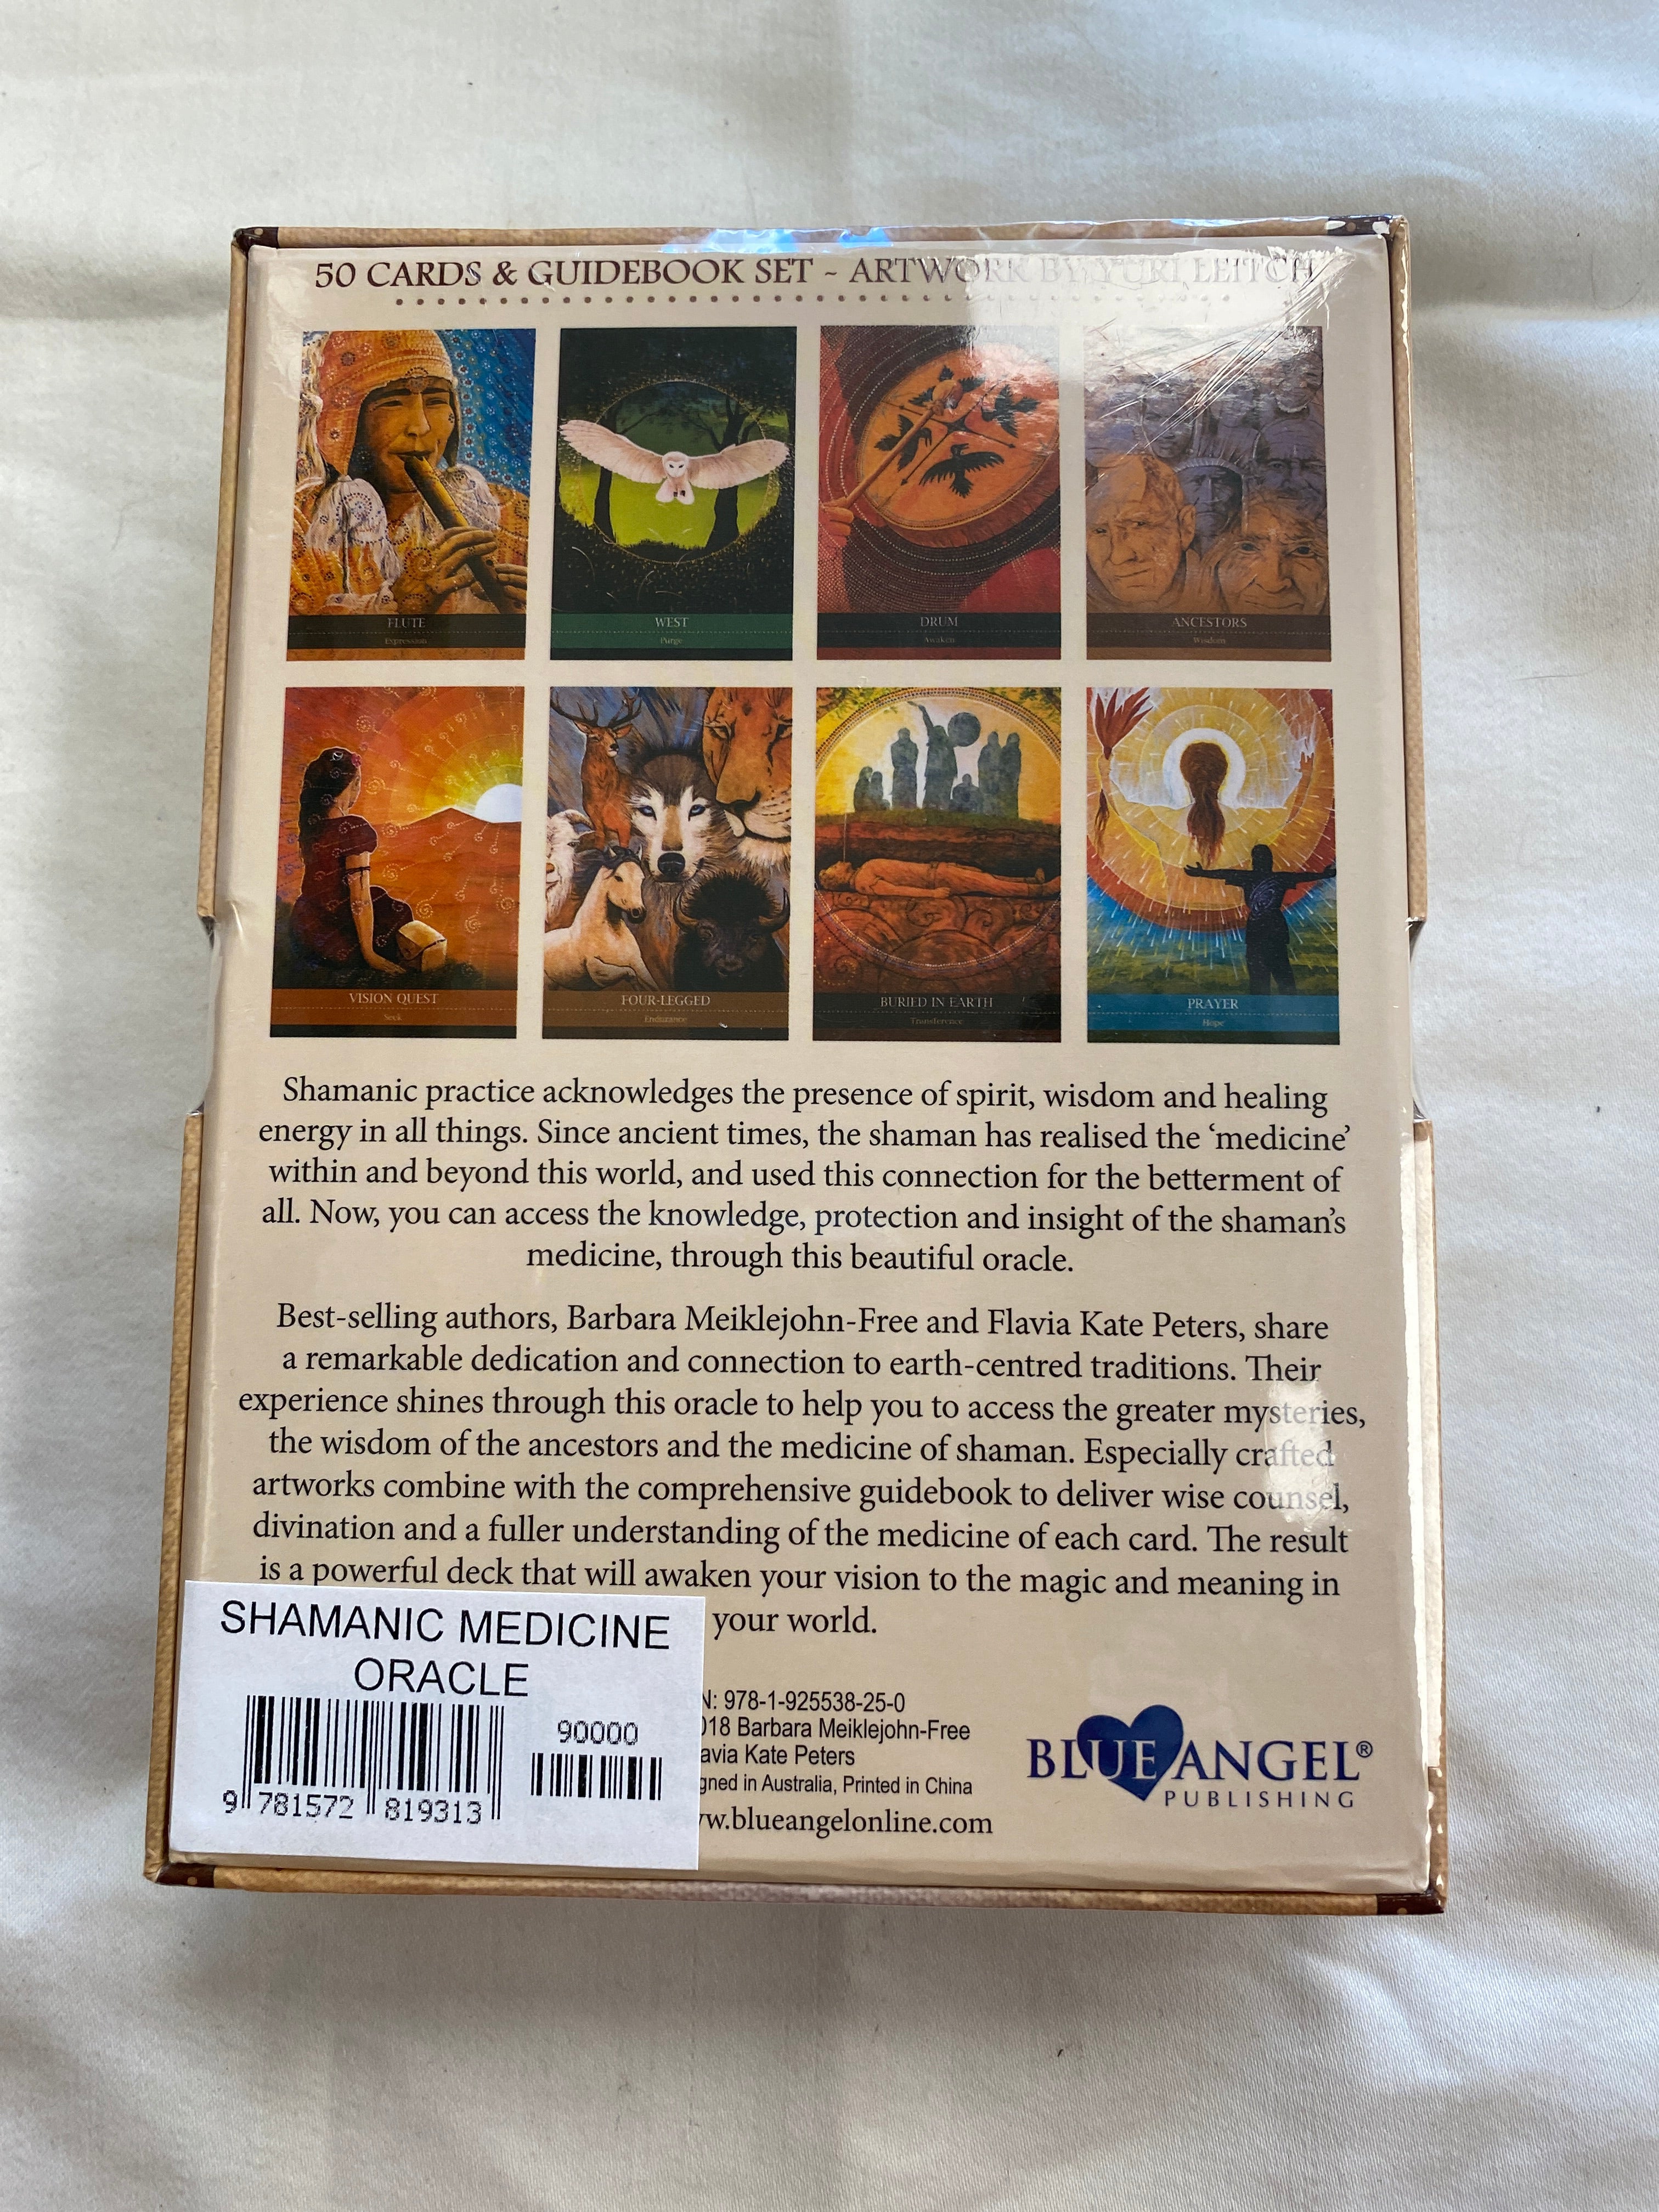 50 CARDS & GUIDEBOOK SET ~ ARTWORK BY YURI LEITCH
FLUTE
Expression
WEST
Purge
DRUM
Awaken
ANCESTORS
Wisdom
VISION QUEST
Seek
FOUR-LEGGED
Endurance
BURIED IN EARTH
Transference
PRAYER
Hope
Shamanic practice acknowledges the presence of spirit, wisdom and healing
energy in all things. Since ancient times, the shaman has realised the ‘medicine’
within and beyond this world, and used this connection for the betterment of
all. Now, you can access the knowledge, protection and insight of the shaman’s
medicine, through this beautiful oracle.
Best-selling authors, Barbara Meiklejohn-Free and Flavia Kate Peters, share
a remarkable dedication and connection to earth-centred traditions. Their
experience shines through this oracle to help you to access the greater mysteries,
the wisdom of the ancestors and the medicine of shaman. Especially crafted
artworks combine with the comprehensive guidebook to deliver wise counsel,
divination and a fuller understanding of the medicine of each card. The result
is a powerful deck that will awaken your vision to the magic and meaning in
your world.
SHAMANIC MEDICINE
ORACLE
90000
9 781572 819313
N: 978-1-925538-25-0
018 Barbara Meiklejohn-Free
avia Kate Peters
gned in Australia, Printed in China
w.blueangelonline.com
BLUE ANGEL®
PUBLISHING